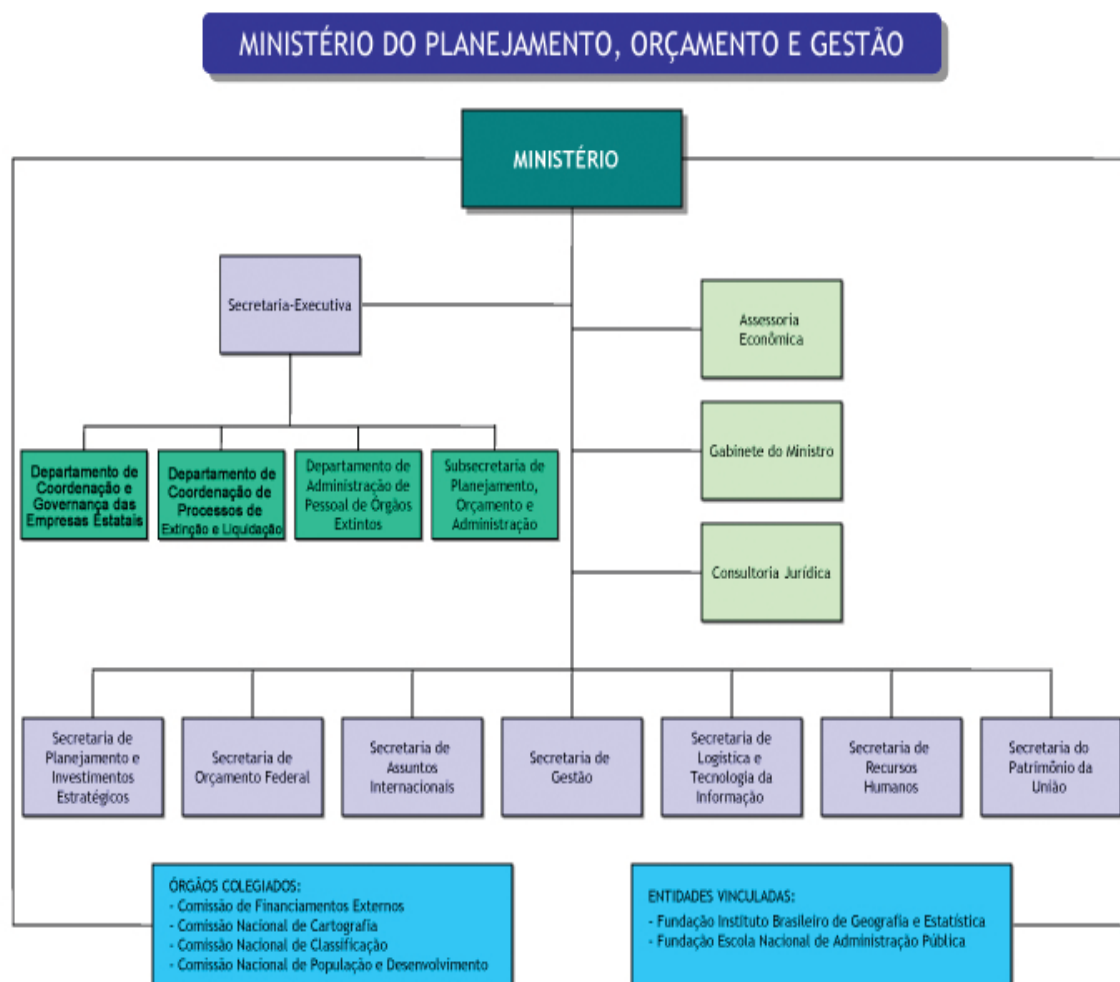 MINISTÉRIO DO PLANEJAMENTO, ORÇAMENTO E GESTÃO
MINISTÉRIO
Secretaria-Executiva
Assessoria
Econômica
Gabinete do Ministro
Departamento de
Coordenação e
Governança das
Empresas Estatais
Departamento de
Coordenação de
Processos de
Extinção e Liquidação
Departamento de
Administração de
Pessoal de Órgãos
Extintos
Subsecretaria de
Planejamento,
Orçamento e
Administração
Consultoria Jurídica
Secretaria de
Planejamento e
Investimentos
Estratégicos
Secretaria de
Orçamento Federal
Secretaria de
Assuntos
Internacionais
Secretaria de
Gestão
Secretaria de
Logística e
Tecnologia da
Informação
Secretaria de
Recursos
Humanos
Secretaria do
Patrimônio da
União
ÓRGÃOS COLEGIADOS:
- Comissão de Financiamentos Externos
- Comissão Nacional de Cartografia
- Comissão Nacional de Classificação
- Comissão Nacional de População e Desenvolvimento
ENTIDADES VINCULADAS:
- Fundação Instituto Brasileiro de Geografia e Estatística
- Fundação Escola Nacional de Administração Pública